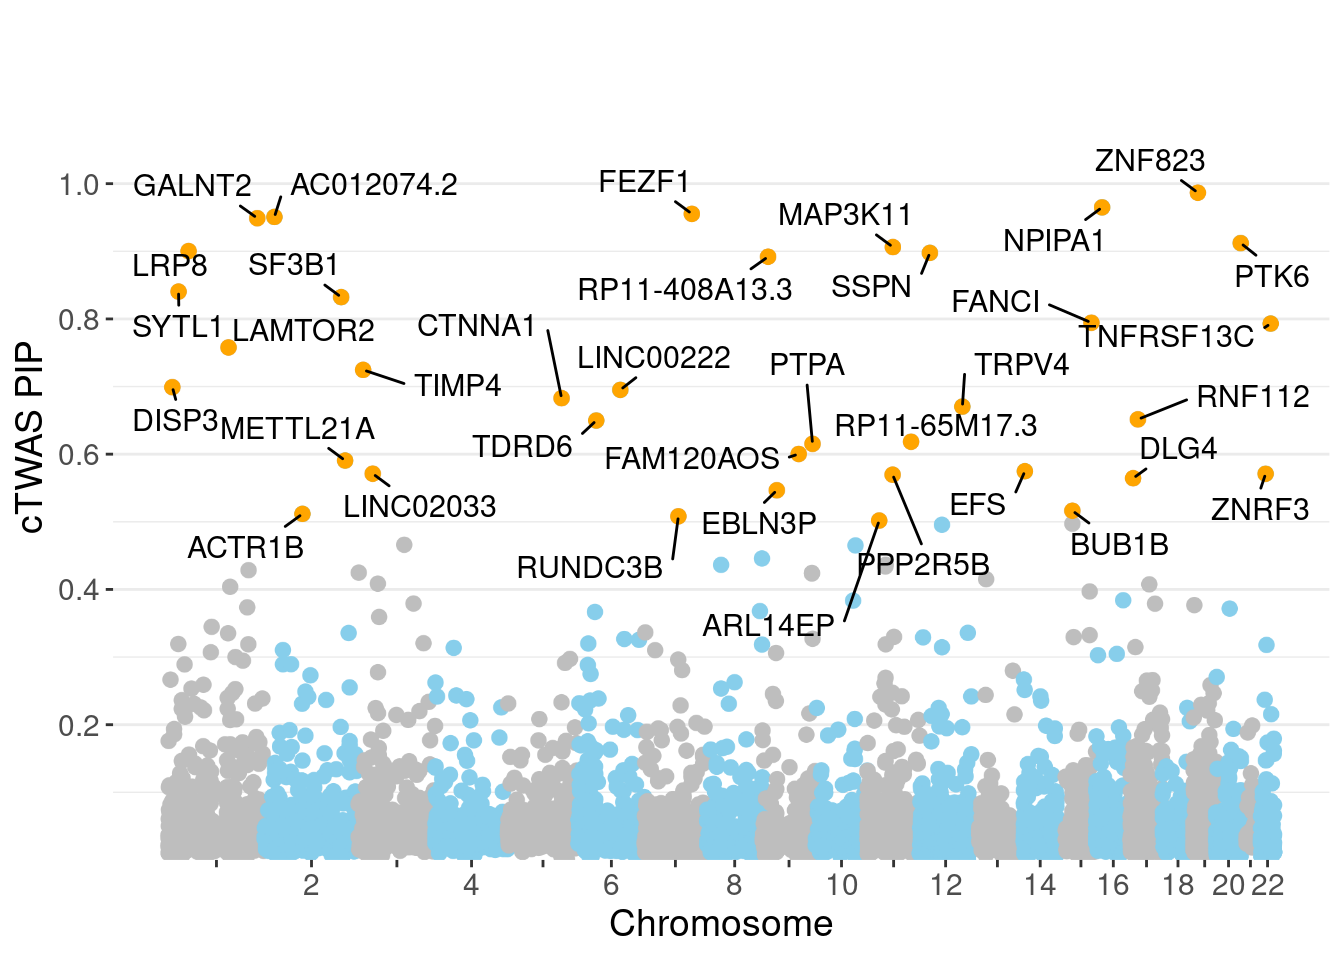 ZNF823
GALNT2 AC012074.2 FEZF1
1.0
MAP3K11
NPIPA1
LRP8 SF3B1
PTK6
RP11-408A13.3 SSPN
FANCI
0.8
SYTL1 LAMTOR2 CTNNA1 TNFRSF13C
LINC00222 PTPA TRPV4
TIMP4 RNF112
DISP3 METTL21A RP11-65M17.3
TDRD6 DLG4
0.6
FAM120AOS
LINC02033 EFS ZNRF3
EBLN3P
ACTR1B BUB1B
RUNDC3B PPP2R5B
0.4
ARL14EP
0.2
cTWAS PIP
2 4 6 8 10 12 14 16 18 20 22
Chromosome